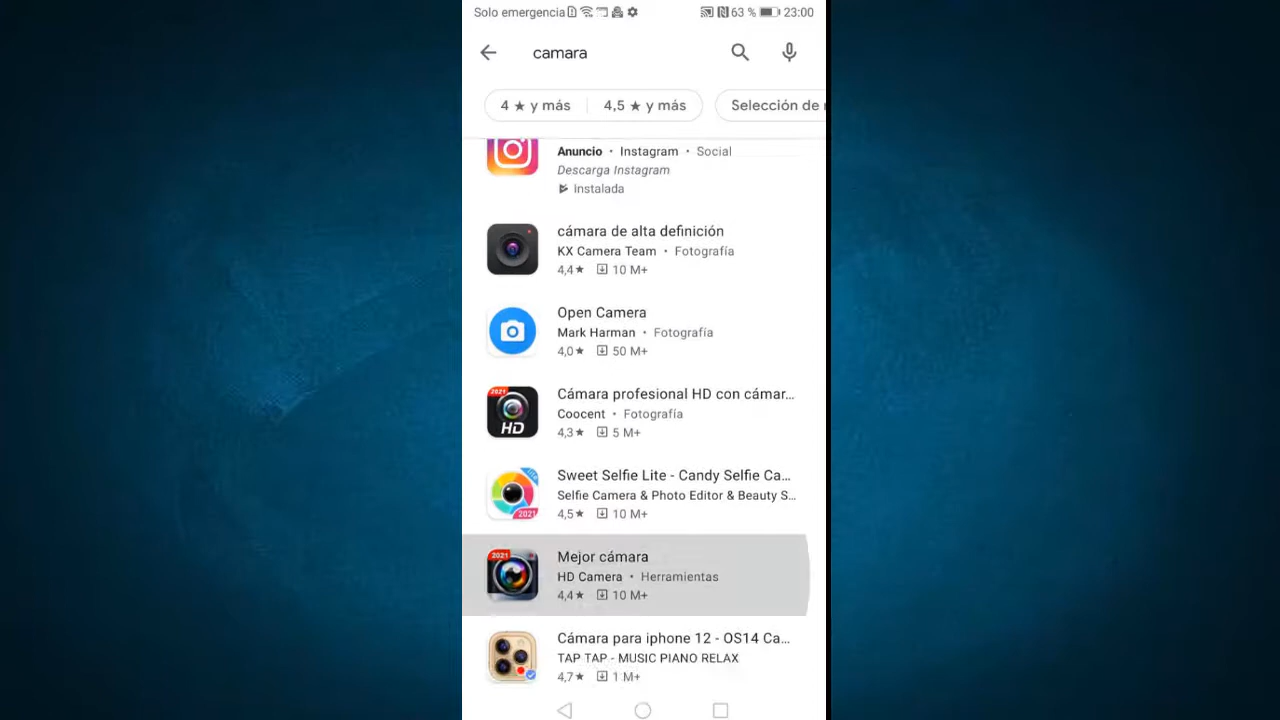 Solo emergencia 63 % 23:00
camara
4 ★ y más 4,5 ★ y más Selección de
Anuncio • Instagram • Social
Descarga Instagram
Instalada
cámara de alta definición
KX Camera Team • Fotografía
4,4★ 10 M+
Open Camera
Mark Harman • Fotografía
4,0★ 50 M+
2021
HD
Cámara profesional HD con cámar...
Coocent • Fotografía
4,3★ 5 M+
Sweet Selfie Lite - Candy Selfie Ca...
Selfie Camera & Photo Editor & Beauty S...
2021
4,5★ 10 M+
2021
Mejor cámara
HD Camera • Herramientas
4,4★ 10 M+
Cámara para iphone 12 - OS14 Ca...
TAP TAP - MUSIC PIANO RELAX
4,7★ 1 M+